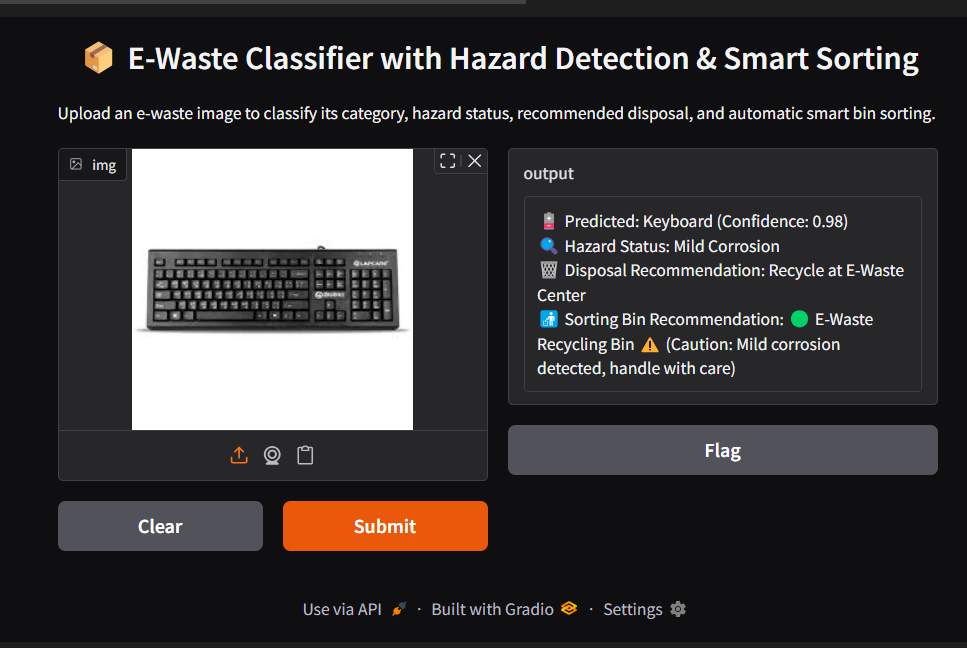 📦 E-Waste Classifier with Hazard Detection & Smart Sorting
Upload an e-waste image to classify its category, hazard status, recommended disposal, and automatic smart bin sorting.
img
LAPCARE
output
🔋 Predicted: Keyboard (Confidence: 0.98)
🔍 Hazard Status: Mild Corrosion
🗑️ Disposal Recommendation: Recycle at E-Waste
Center
🚮 Sorting Bin Recommendation: 🟢 E-Waste
Recycling Bin ⚠️ (Caution: Mild corrosion
detected, handle with care)
Flag
Clear
Submit
Use via API 🚀 · Built with Gradio · Settings ⚙️